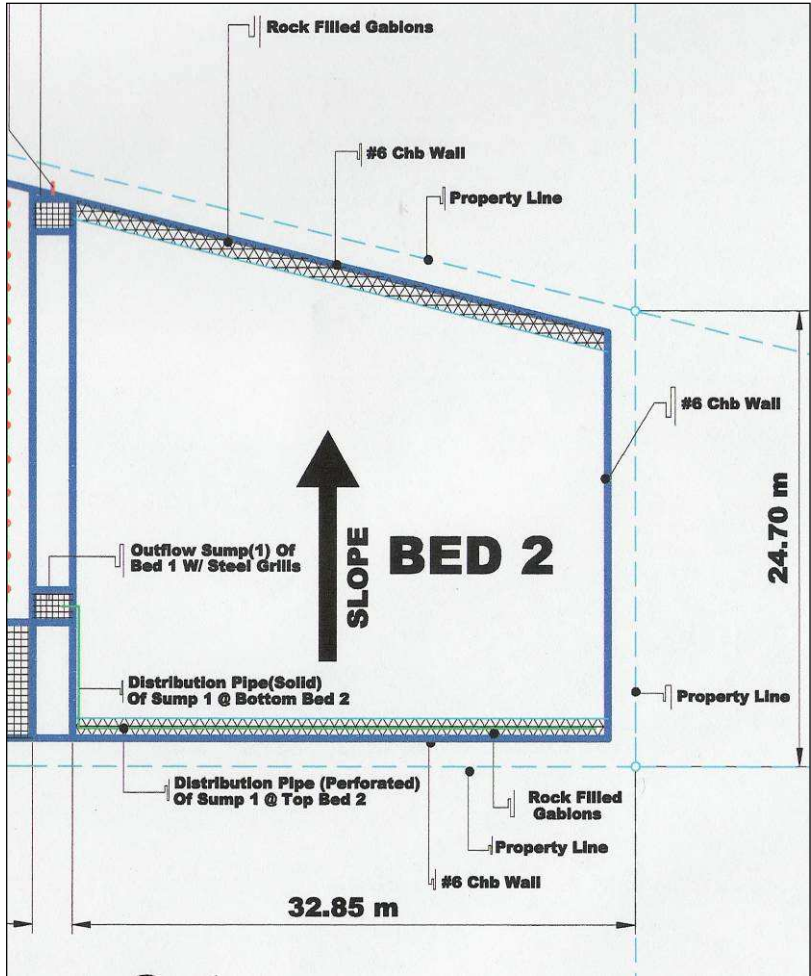 Rock Filled Gabions
#6 Chb Wall
Property Line
#6 Chb Wall
24.70 m
Outflow Sump(1) Of
Bed 1 W/ Steel Grills
SLOPE
BED 2
Distribution Pipe(Solid)
Of Sump 1 @ Bottom Bed 2
Property Line
Distribution Pipe (Perforated)
Of Sump 1 @ Top Bed 2
Rock Filled
Gabions
Property Line
#6 Chb Wall
32.85 m